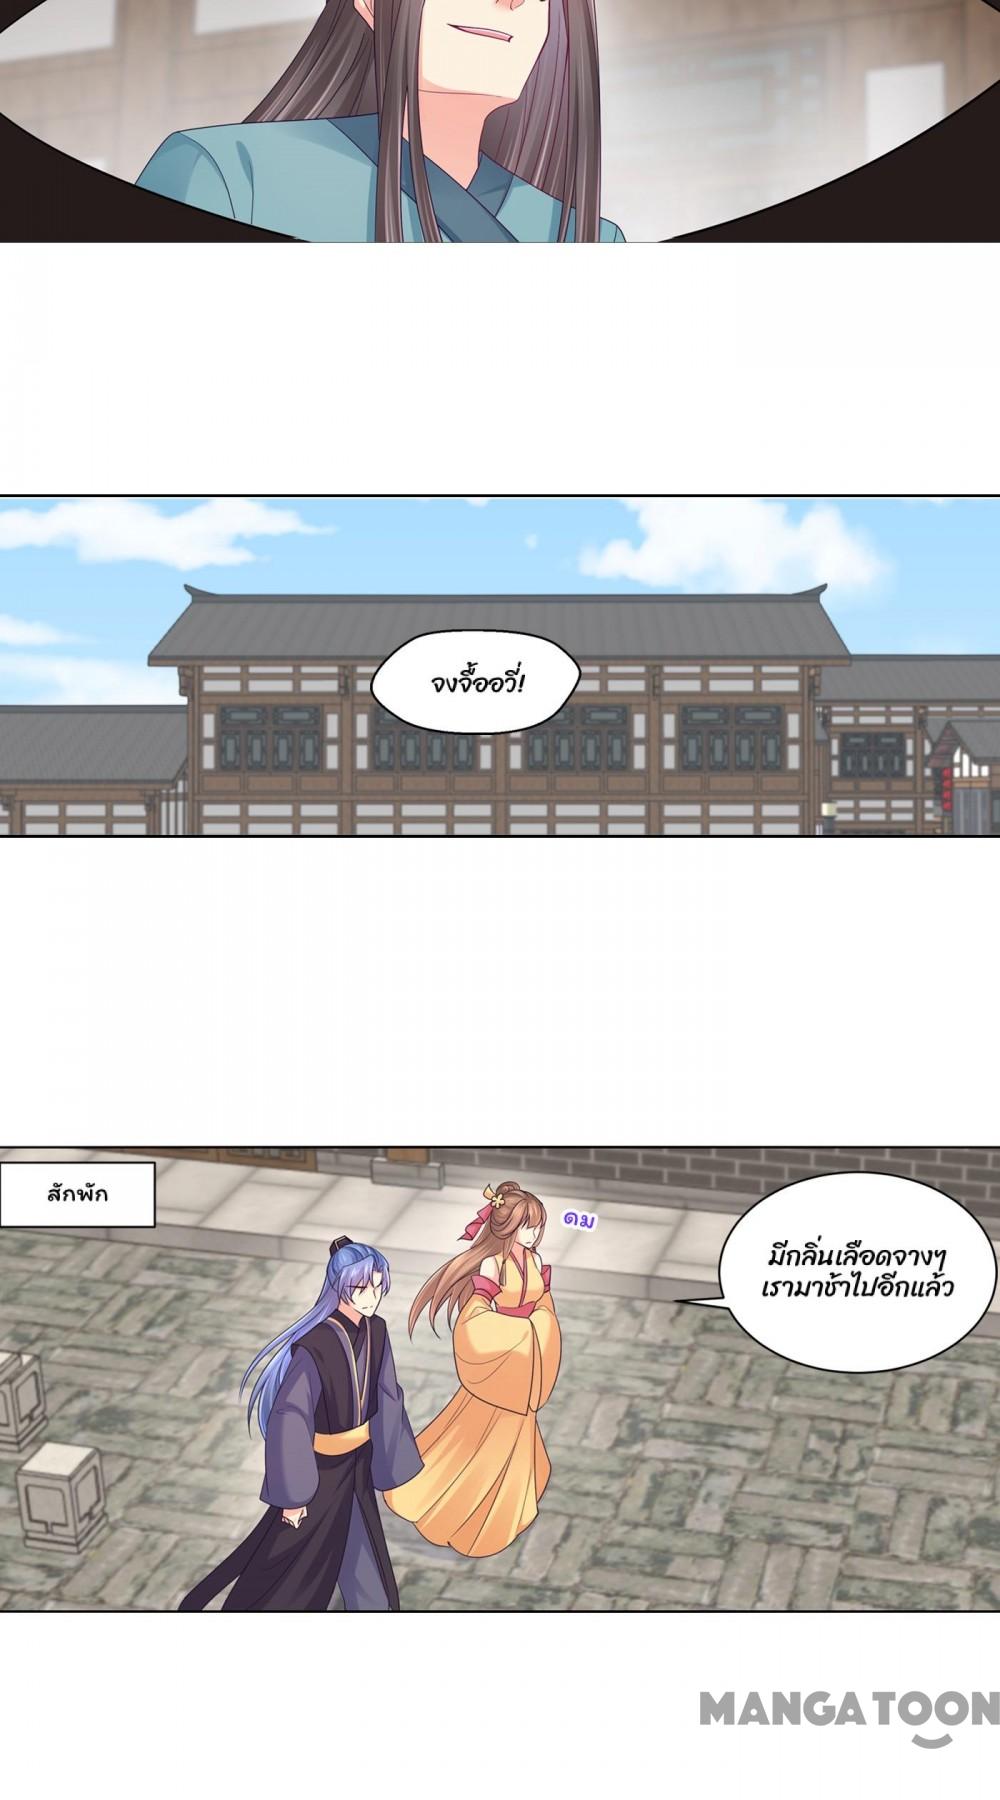 จงจื้ออวี่!
สักพัก
ดม
มีกลิ่นเลือดจางๆ
เรามาช้าไปอีกแล้ว
MANGATOON